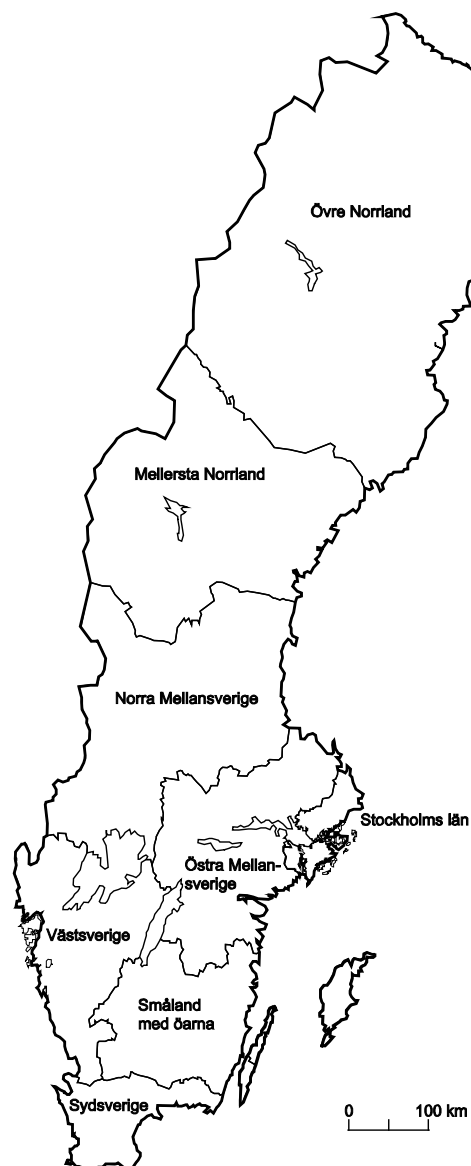 Övre Norrland
Mellersta Norrland
Norra Mellansverige
Stockholms län
Östra Mellan-
sverige
Västsverige
Småland
med öarna
Sydsverige
0 100 km